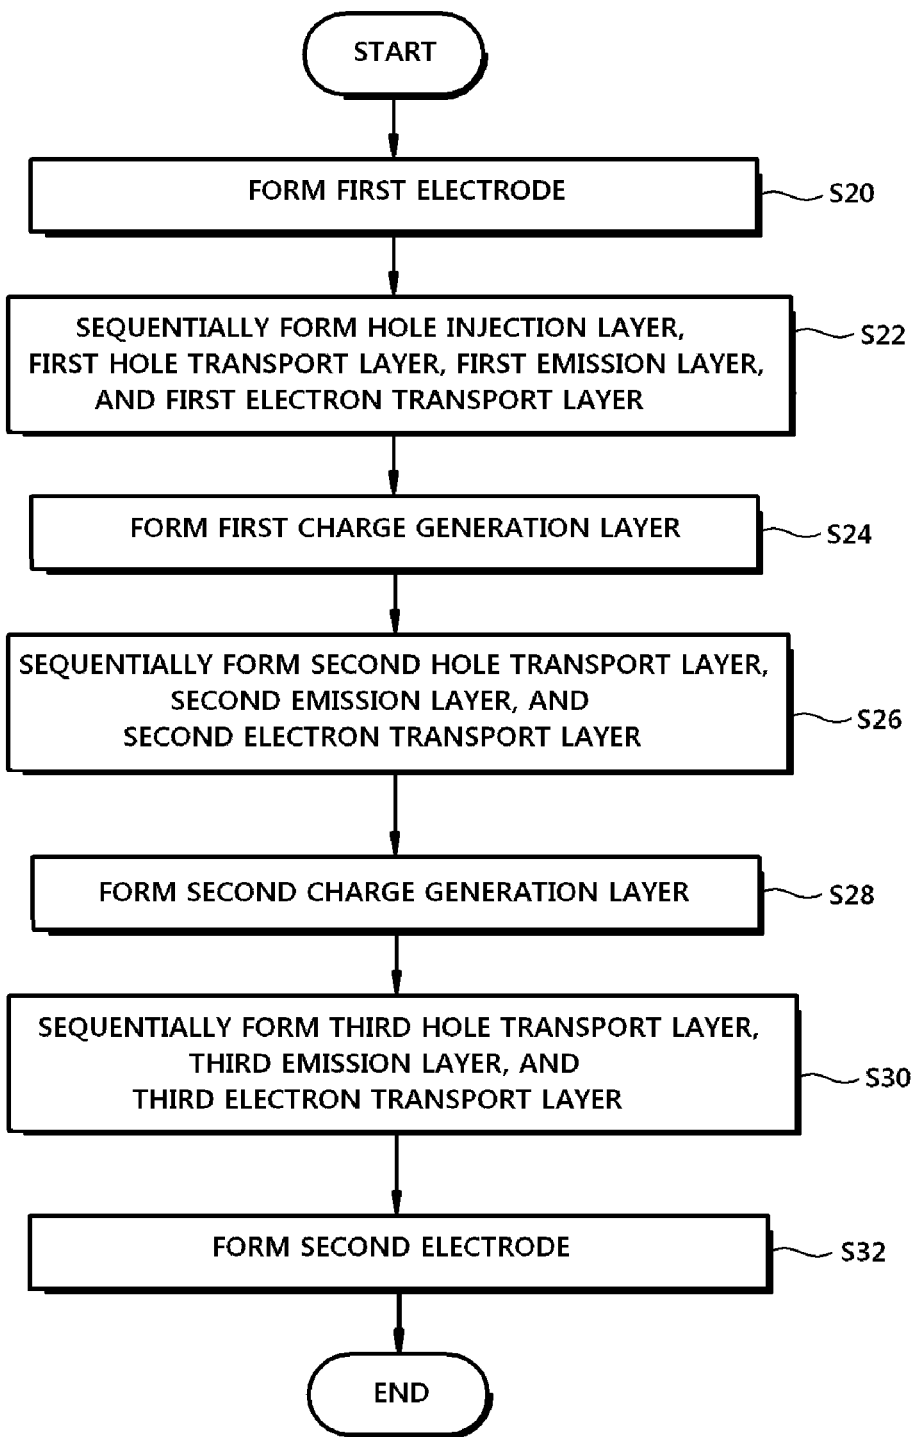 START
FORM FIRST ELECTRODE
S20
SEQUENTIALLY FORM HOLE INJECTION LAYER,
FIRST HOLE TRANSPORT LAYER, FIRST EMISSION LAYER,
AND FIRST ELECTRON TRANSPORT LAYER
S22
FORM FIRST CHARGE GENERATION LAYER
S24
SEQUENTIALLY FORM SECOND HOLE TRANSPORT LAYER,
SECOND EMISSION LAYER, AND
SECOND ELECTRON TRANSPORT LAYER
S26
FORM SECOND CHARGE GENERATION LAYER
S28
SEQUENTIALLY FORM THIRD HOLE TRANSPORT LAYER,
THIRD EMISSION LAYER, AND
THIRD ELECTRON TRANSPORT LAYER
S30
FORM SECOND ELECTRODE
S32
END